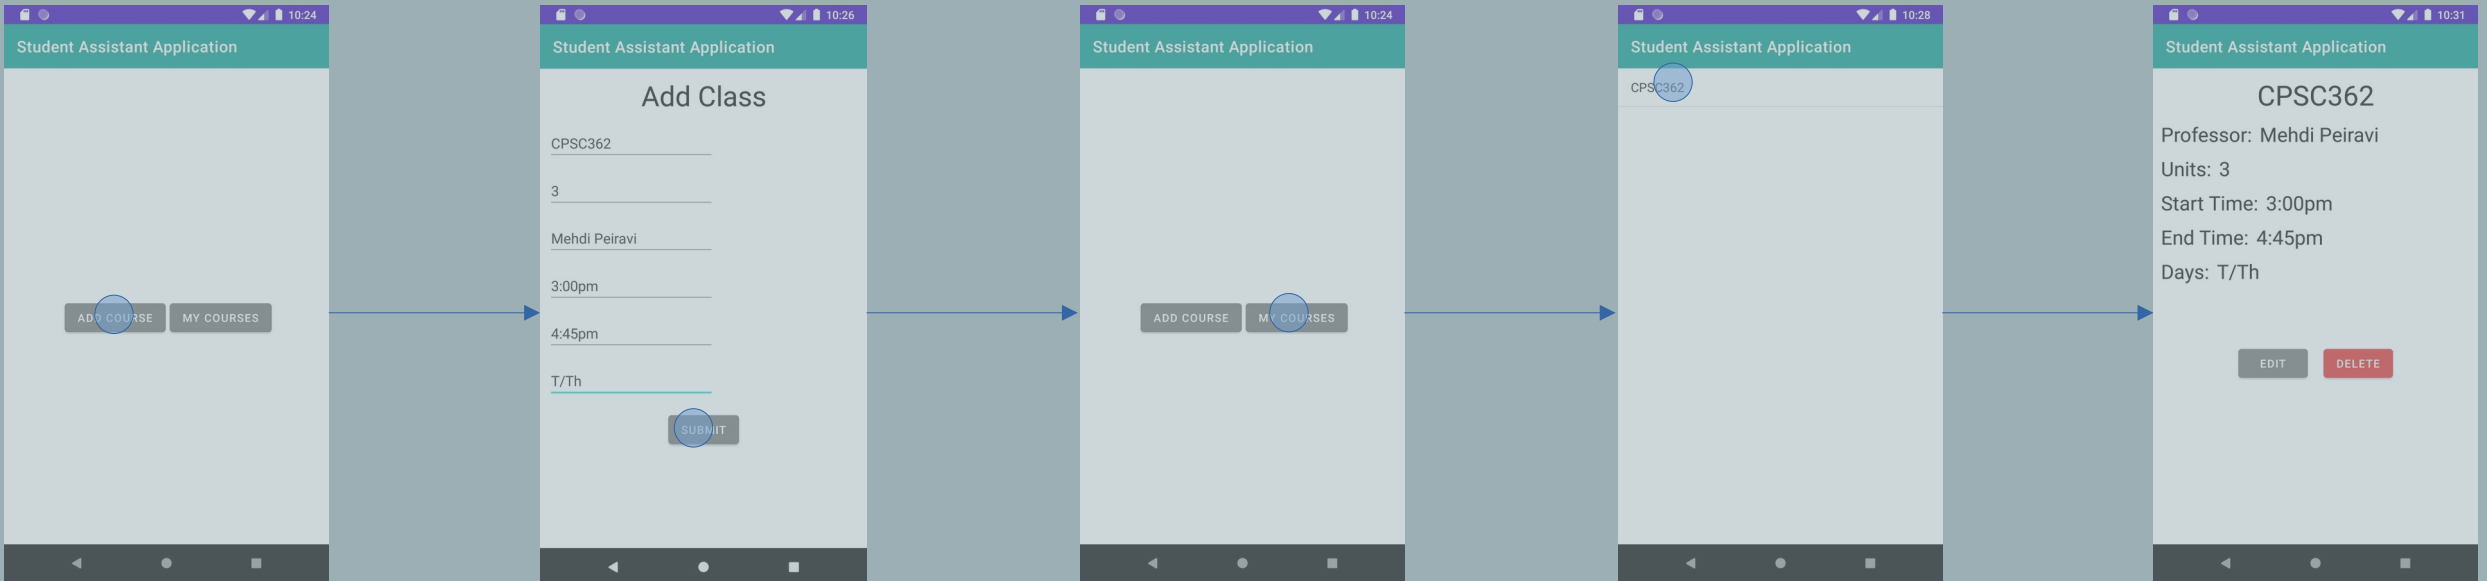 10:24
Student Assistant Application
ADD COURSE MY COURSES
10:26
Student Assistant Application
Add Class
CPSC362
3
Mehdi Peiravi
3:00pm
4:45pm
T/Th
SUBMIT
10:24
Student Assistant Application
ADD COURSE MY COURSES
10:28
Student Assistant Application
CPSC362
10:31
Student Assistant Application
CPSC362
Professor: Mehdi Peiravi
Units: 3
Start Time: 3:00pm
End Time: 4:45pm
Days: T/Th
EDIT DELETE